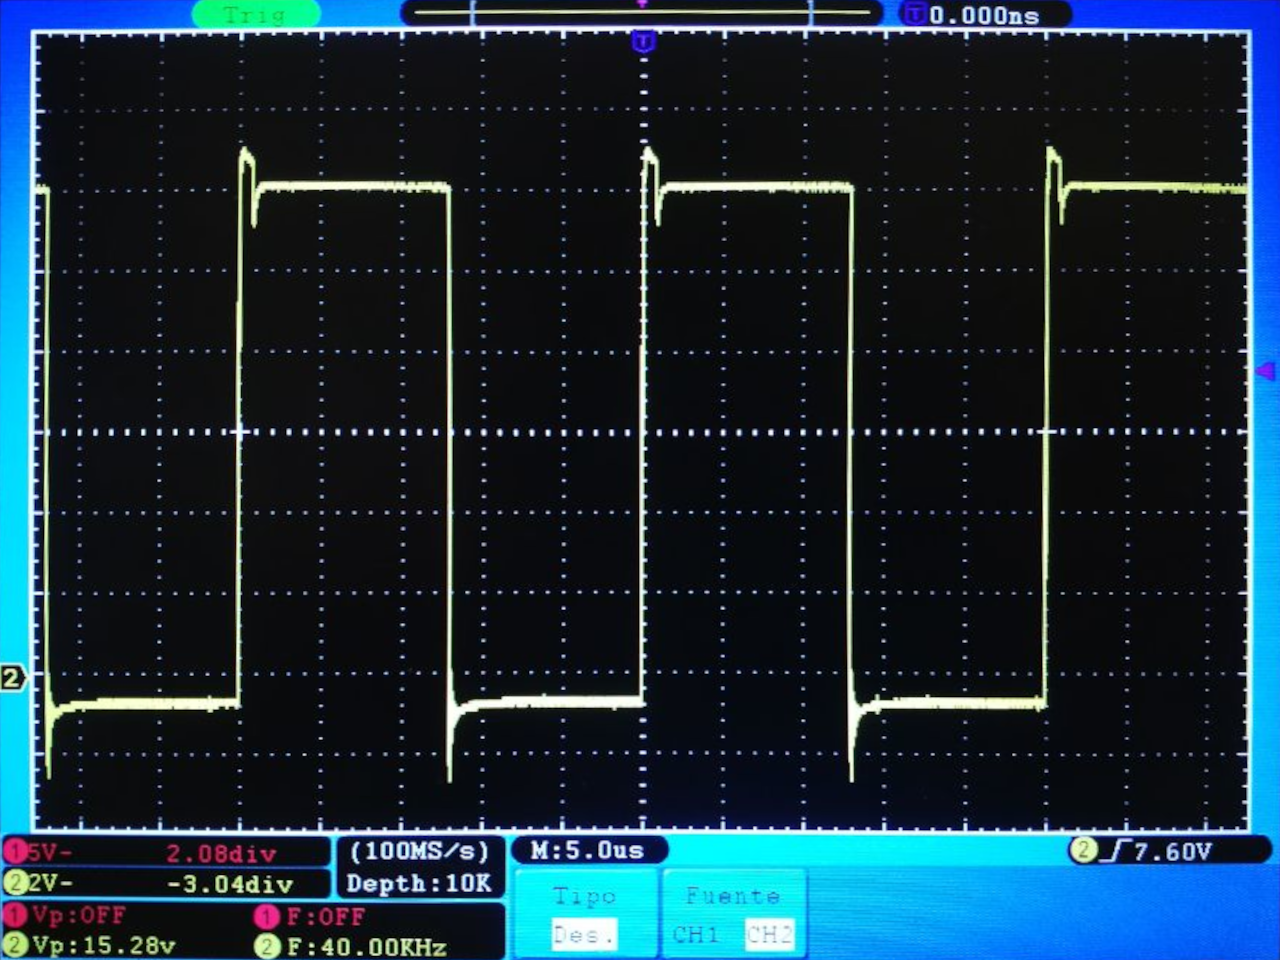 Trig
T 0.000ns
T
2
1 5V- 2.08div
2 2V- -3.04div
(100MS/s)
Depth:10K
M:5.0us
2 7.60V
1 Vp:OFF 1 F:OFF
2 Vp:15.28v 2 F:40.00KHz
Tipo
Des.
Fuente
CH1 CH2